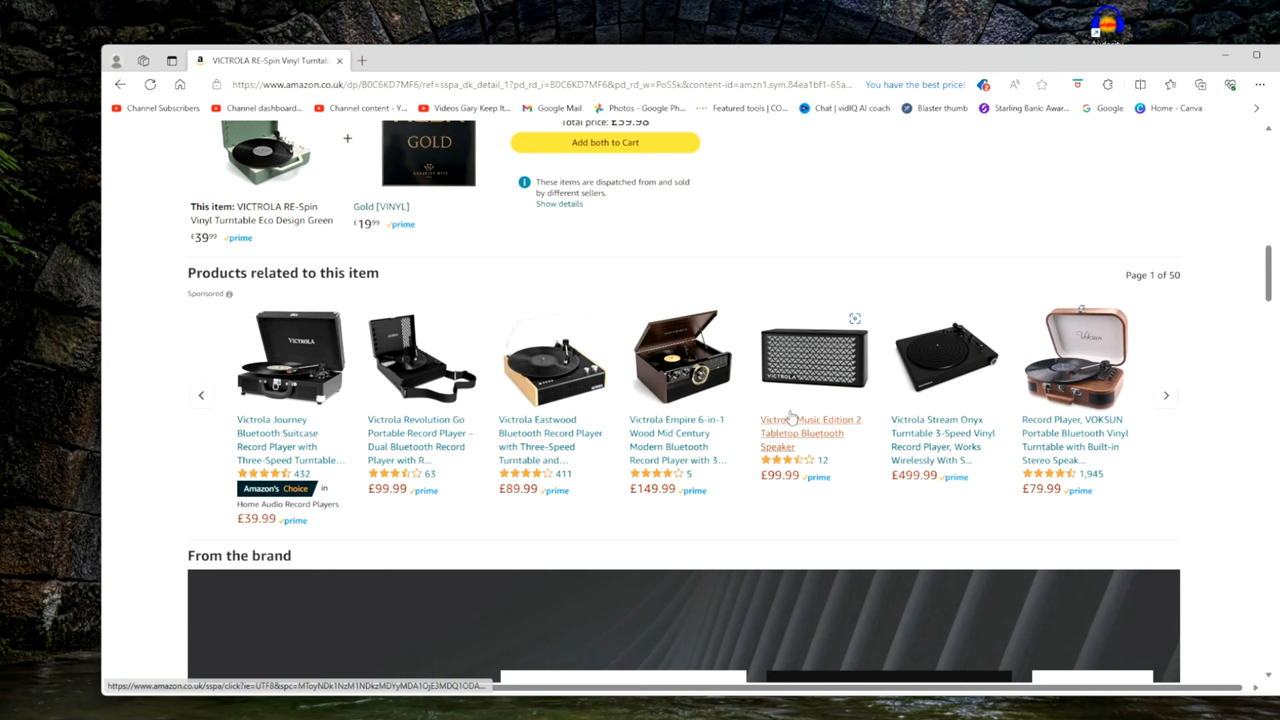 VICTROLA RE-Spin Vinyl Turntab
https://www.amazon.co.uk/dp/B0C6KD7MF6/ref=sspa_dk_detail_1?pd_rd_i=B0C6KD7MF6&pd_rd_w=PoS5k&content-id=amzn1.sym.84ea1bf1-65a...
You have the best price!
Channel Subscribers
Channel dashboard...
Channel content - Y...
Videos Gary Keep It...
Google Mail
Photos - Google Ph...
Featured tools | CO...
Chat | vidIQ AI coach
Blaster thumb
Starling Bank: Awar...
Google
Home - Canva
Total price: £59.98
GOLD
Add both to Cart
These items are dispatched from and sold
by different sellers.
Show details
This item: VICTROLA RE-Spin
Vinyl Turntable Eco Design Green
£39.99 prime
Gold [VINYL]
£19.99 prime
Products related to this item
Page 1 of 50
Sponsored
VICTROLA
VICTROLA
Victrola Journey
Bluetooth Suitcase
Record Player with
Three-Speed Turntable...
432
Amazon's Choice in
Home Audio Record Players
£39.99 prime
Victrola Revolution Go
Portable Record Player –
Dual Bluetooth Record
Player with R...
63
£99.99 prime
Victrola Eastwood
Bluetooth Record Player
with Three-Speed
Turntable and...
411
£89.99 prime
Victrola Empire 6-in-1
Wood Mid Century
Modern Bluetooth
Record Player with 3...
5
£149.99 prime
Victrola Music Edition 2
Tabletop Bluetooth
Speaker
12
£99.99 prime
Victrola Stream Onyx
Turntable 3-Speed Vinyl
Record Player, Works
Wirelessly With S...
£499.99 prime
Voksun
Record Player, VOKSUN
Portable Bluetooth Vinyl
Turntable with Built-in
Stereo Speak...
1,945
£79.99 prime
From the brand